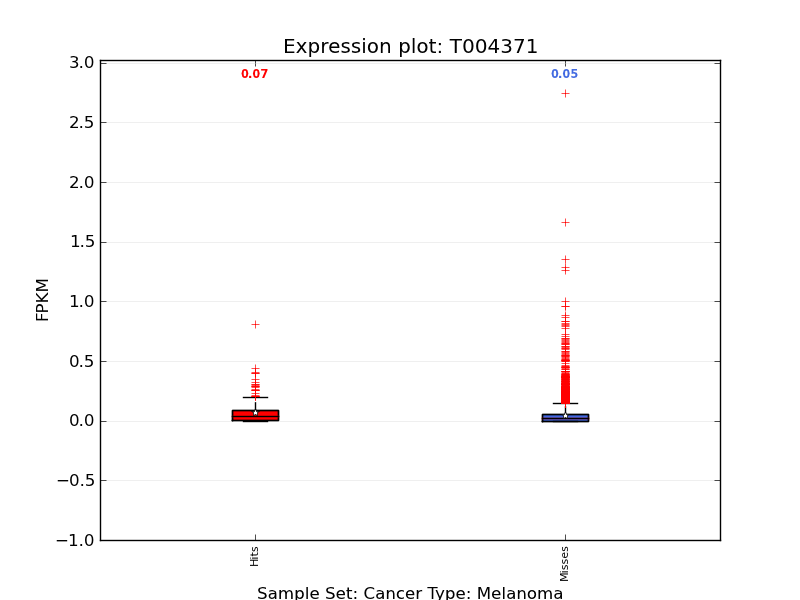 Expression plot: T004371
3.0
0.07
0.05
2.5
2.0
1.5
1.0
0.5
0.0
−0.5
−1.0
FPKM
Hits
Misses
Sample Set: Cancer Type: Melanoma